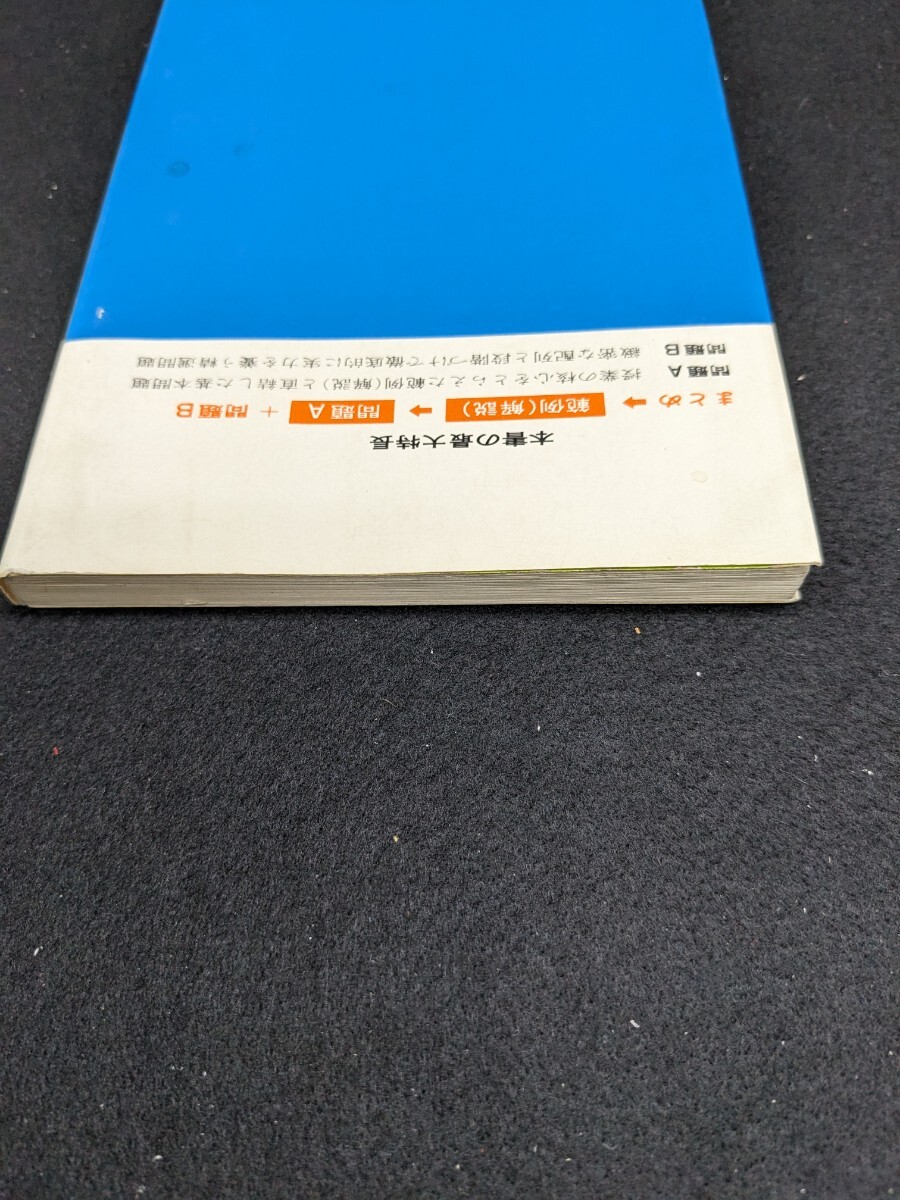 本書の最大特長
まとめ ➡ 範例(解説) ➡ 問題A + 問題B
問題A 授業の核心をとらえた範例(解説)と直結した基本問題
問題B 緻密な配列と段階づけで徹底的に実力を養う精選問題